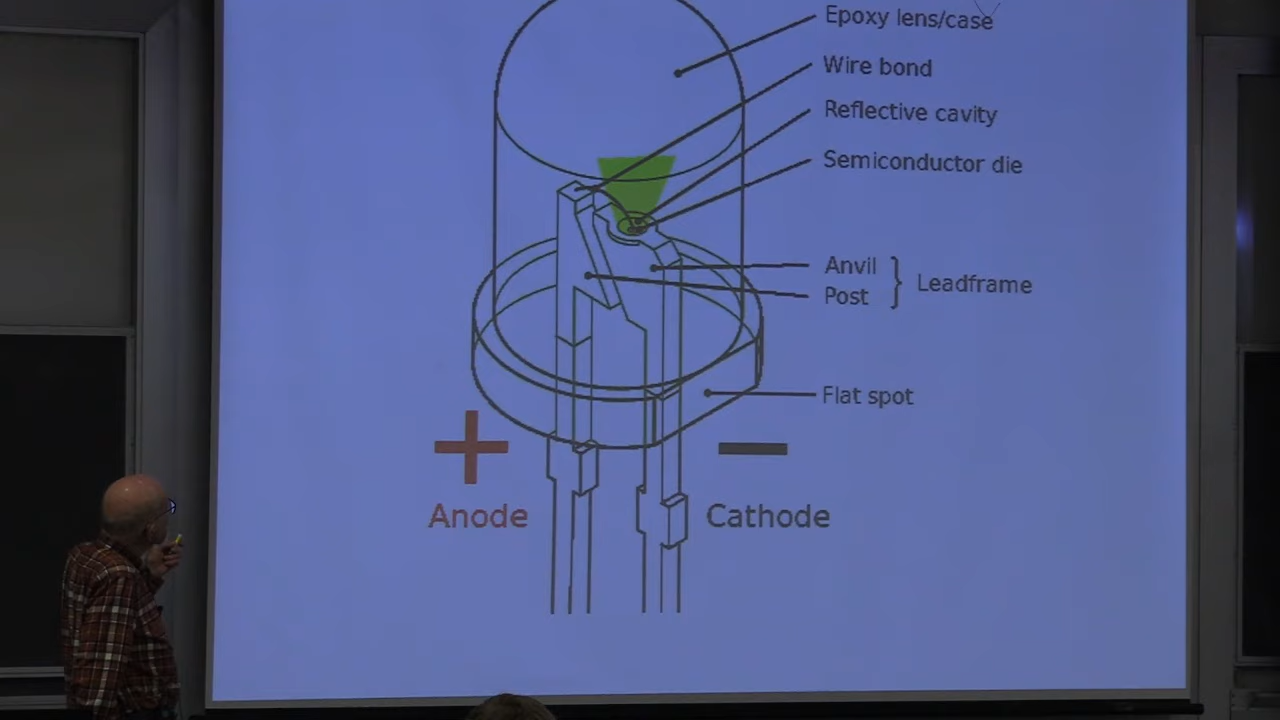 Epoxy lens/case
Wire bond
Reflective cavity
Semiconductor die
Anvil
Post
} Leadframe
Flat spot
+
Anode
−
Cathode